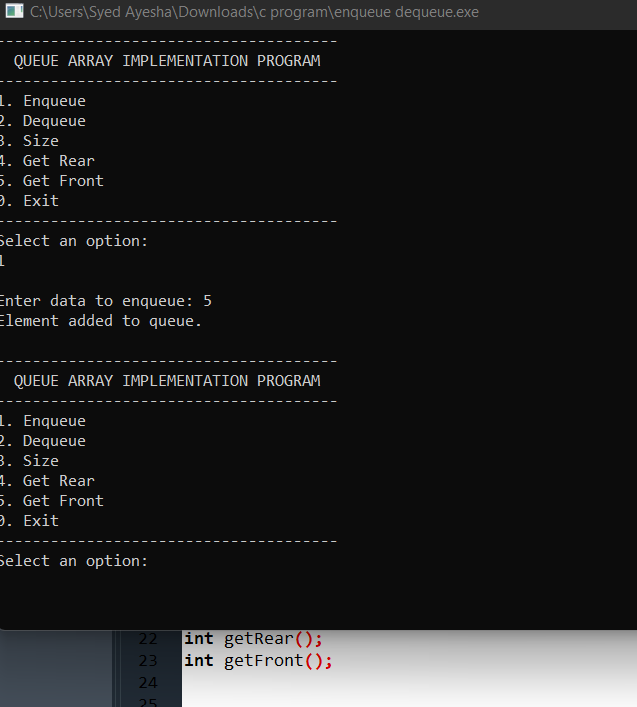 C:\Users\Syed Ayesha\Downloads\c program\enqueue dequeue.exe
-------------------------------------
QUEUE ARRAY IMPLEMENTATION PROGRAM
-------------------------------------
1. Enqueue
2. Dequeue
3. Size
4. Get Rear
5. Get Front
0. Exit
-------------------------------------
Select an option:
1
Enter data to enqueue: 5
Element added to queue.
-------------------------------------
QUEUE ARRAY IMPLEMENTATION PROGRAM
-------------------------------------
1. Enqueue
2. Dequeue
3. Size
4. Get Rear
5. Get Front
0. Exit
-------------------------------------
Select an option:
22 int getRear();
23 int getFront();
24
25